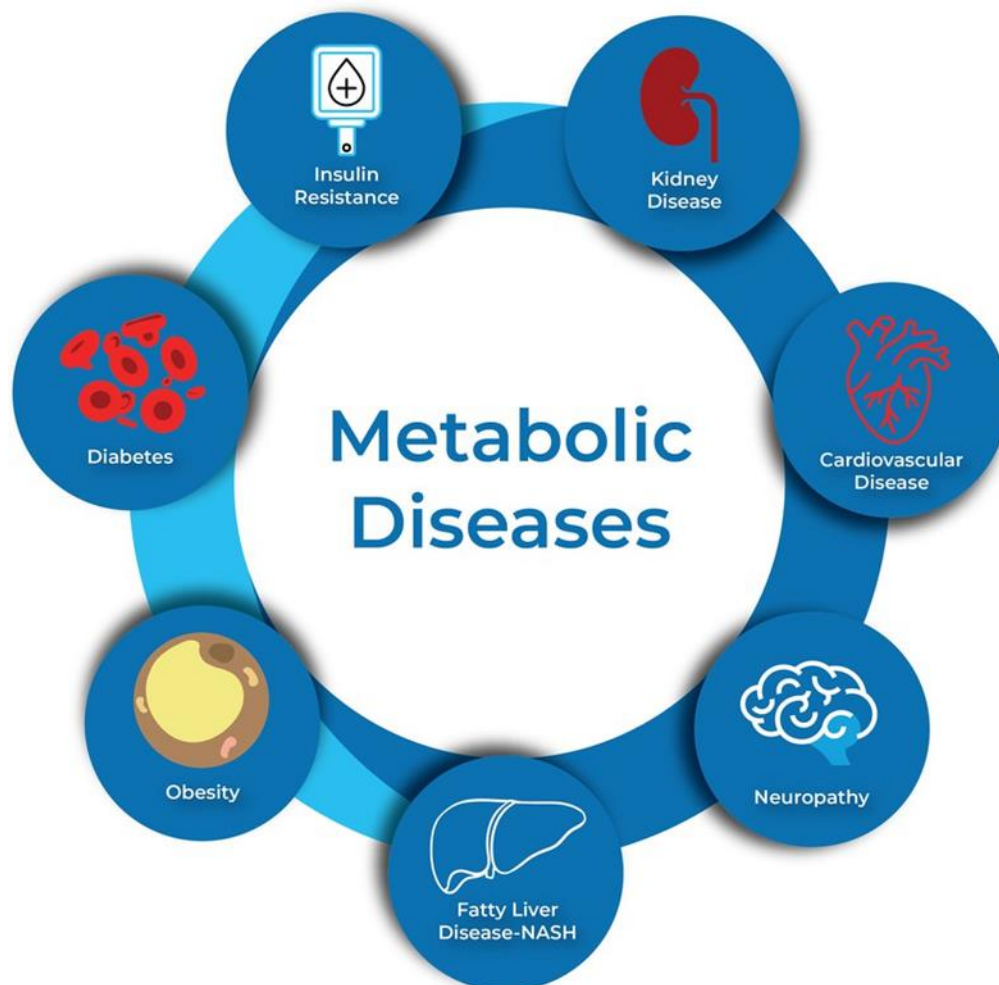 Metabolic
Diseases
Insulin
Resistance
Kidney
Disease
Cardiovascular
Disease
Neuropathy
Fatty Liver
Disease-NASH
Obesity
Diabetes